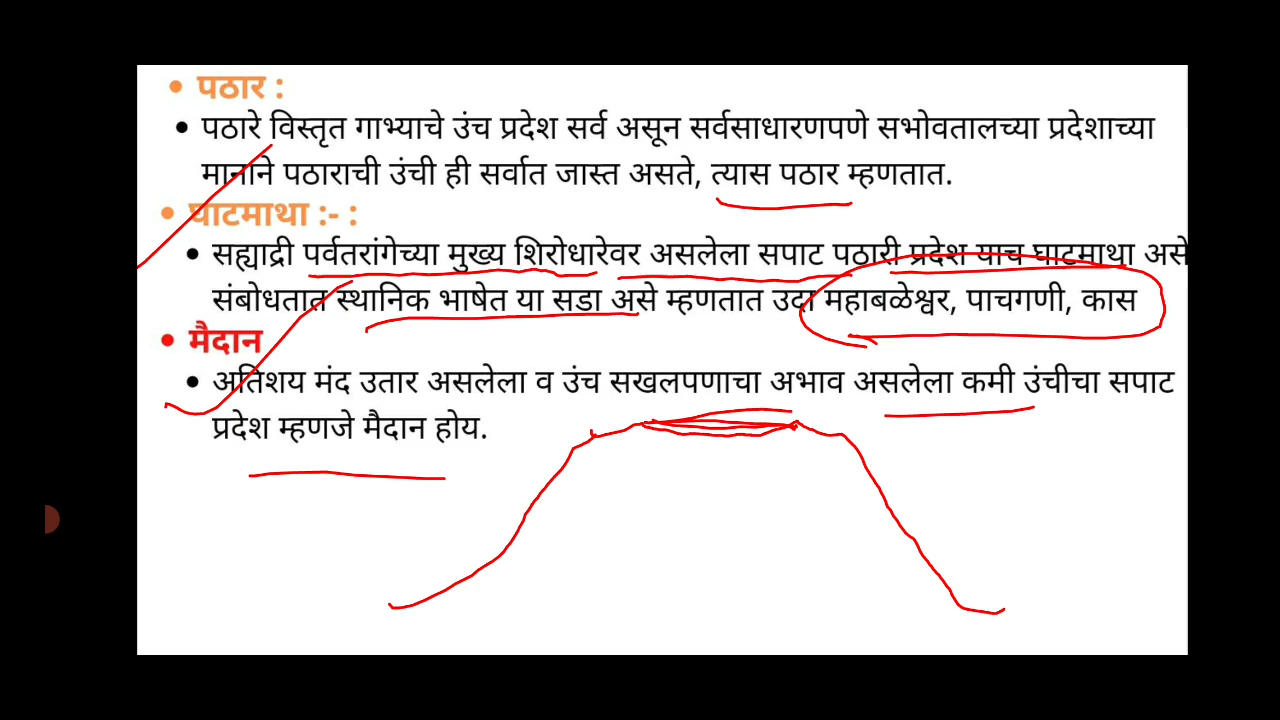 • पठार :
• पठारे विस्तृत गाभ्याचे उंच प्रदेश सर्व असून सर्वसाधारणपणे सभोवतालच्या प्रदेशाच्या
मानाने पठाराची उंची ही सर्वात जास्त असते, त्यास पठार म्हणतात.
• घाटमाथा :- :
• सह्याद्री पर्वतरांगेच्या मुख्य शिरोधारेवर असलेला सपाट पठारी प्रदेश याच घाटमाथा असे
संबोधतात स्थानिक भाषेत या सडा असे म्हणतात उदा महाबळेश्वर, पाचगणी, कास
• मैदान
• अतिशय मंद उतार असलेला व उंच सखलपणाचा अभाव असलेला कमी उंचीचा सपाट
प्रदेश म्हणजे मैदान होय.